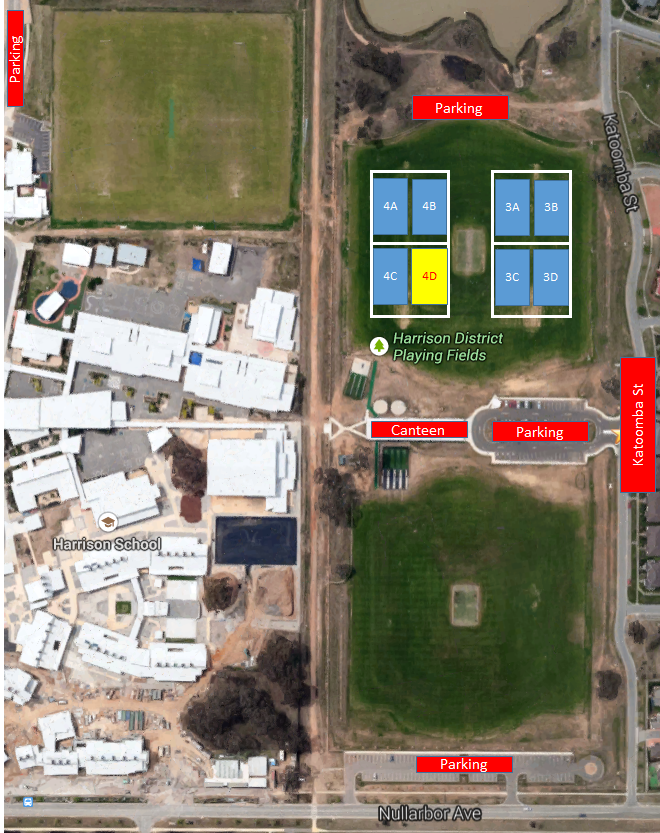 Parking
Parking
Katoomba St
4A
4B
3A
3B
4C
4D
3C
3D
Harrison District
Playing Fields
Canteen
Parking
Katoomba St
Harrison School
Parking
Nullarbor Ave